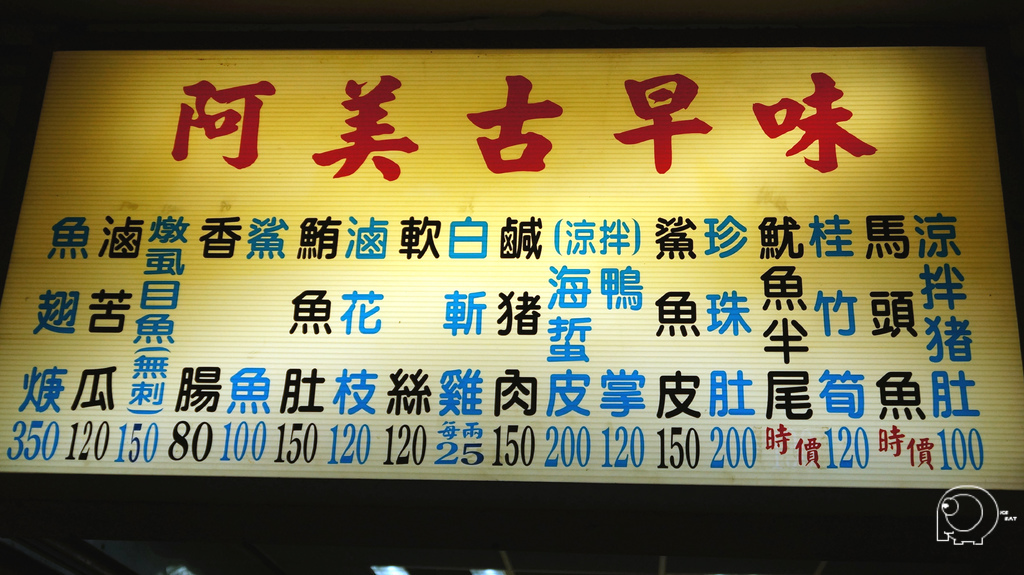 阿美古早味
涼拌猪肚 100
馬頭魚 時價
桂竹筍 120
魷魚半尾 時價
珍珠肚 200
鯊魚皮 150
(涼拌)
鴨掌 120
海蜇皮 200
鹹猪肉 150
白斬雞 每兩25
軟絲 120
滷花枝 120
鮪魚肚 150
鯊魚 100
香腸 80
燉虱目魚(無刺) 150
滷苦瓜 120
魚翅焿 350
ICE
EAT